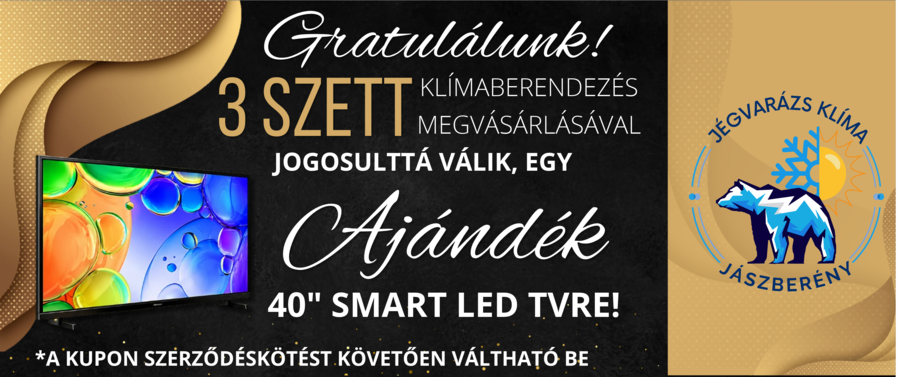 Gratulálunk!
3 SZETT KLÍMABERENDEZÉS
MEGVÁSÁRLÁSÁVAL
JOGOSULTTÁ VÁLIK, EGY
Ajándék
40" SMART LED TVRE!
*A KUPON SZERZŐDÉSKÖTÉST KÖVETŐEN VÁLTHATÓ BE
JÉGVARÁZS KLÍMA
JÁSZBERÉNY